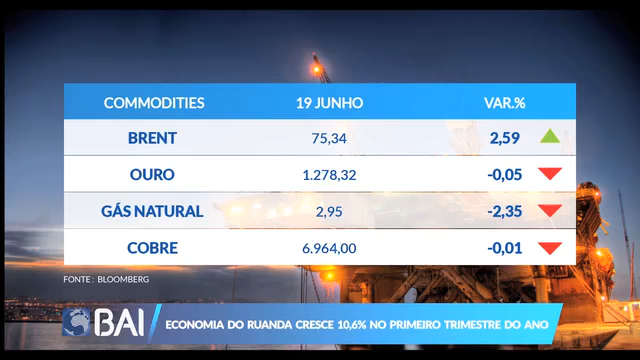 COMMODITIES 19 JUNHO VAR.%
BRENT 75,34 2,59
OURO 1.278,32 -0,05
GÁS NATURAL 2,95 -2,35
COBRE 6.964,00 -0,01
FONTE: BLOOMBERG
BAI ECONOMIA DO RUANDA CRESCE 10,6% NO PRIMEIRO TRIMESTRE DO ANO